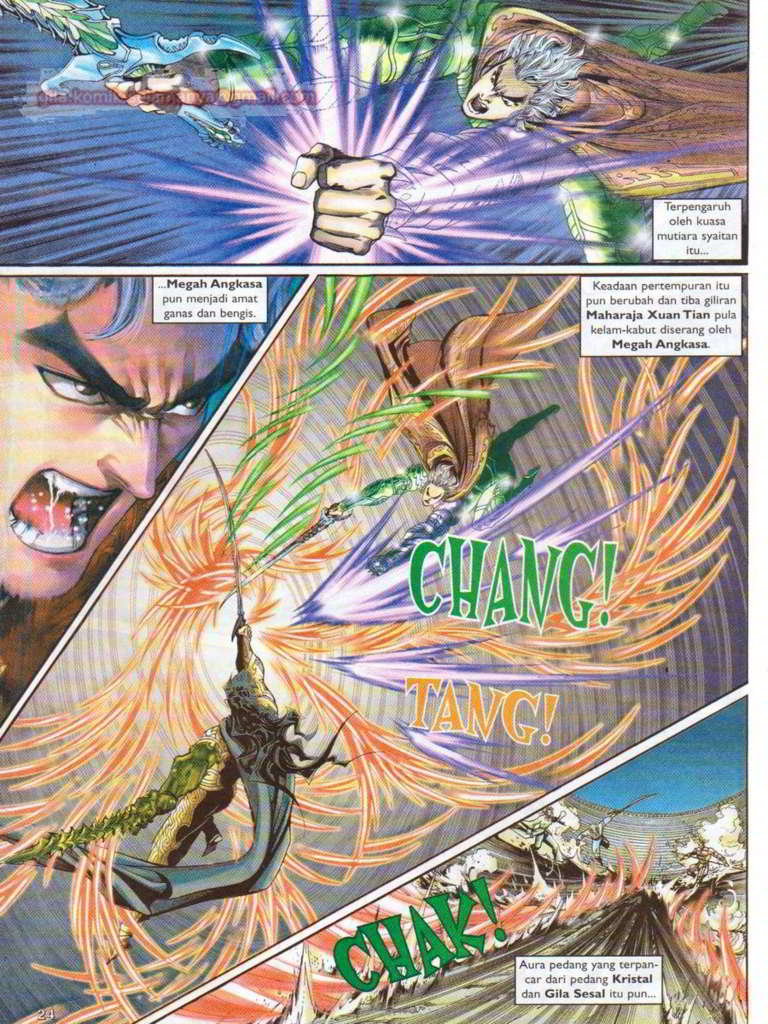 Terpengaruh
oleh kuasa
mutiara syaitan
itu...
...Megah Angkasa
pun menjadi amat
ganas dan bengis.
Keadaan pertempuran itu
pun berubah dan tiba giliran
Maharaja Xuan Tian pula
kelam-kabut diserang oleh
Megah Angkasa.
CHANG!
TANG!
CHAK!
Aura pedang yang terpan-
car dari pedang Kristal
dan Gila Sesal itu pun...
24